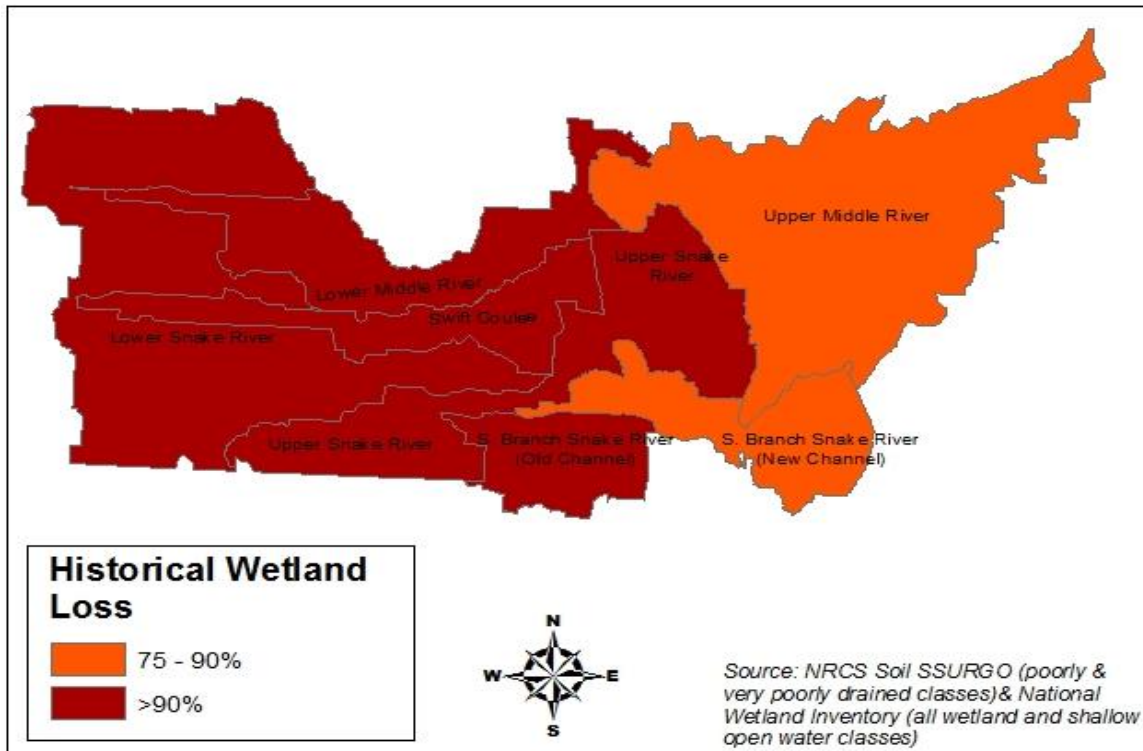 Upper Middle River
Upper Snake
River
Lower Middle River
Swift Coulee
Lower Snake River
Upper Snake River
S. Branch Snake River
(Old Channel)
S. Branch Snake River
(New Channel)
Historical Wetland
Loss
75 - 90%
>90%
N
W
E
S
Source: NRCS Soil SSURGO (poorly &
very poorly drained classes)& National
Wetland Inventory (all wetland and shallow
open water classes)